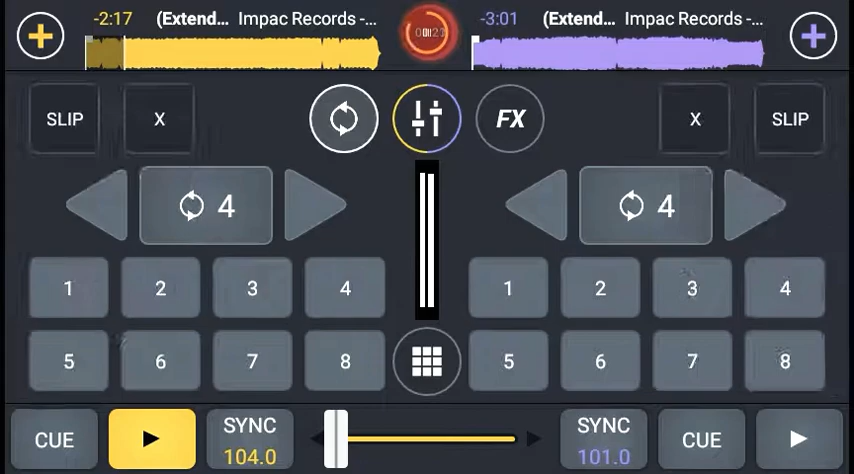 -2:17 (Extend... Impac Records -...
-3:01 (Extend... Impac Records -...
SLIP X FX X SLIP
4 4
1 2 3 4 1 2 3 4
5 6 7 8 5 6 7 8
CUE SYNC SYNC CUE
104.0 101.0